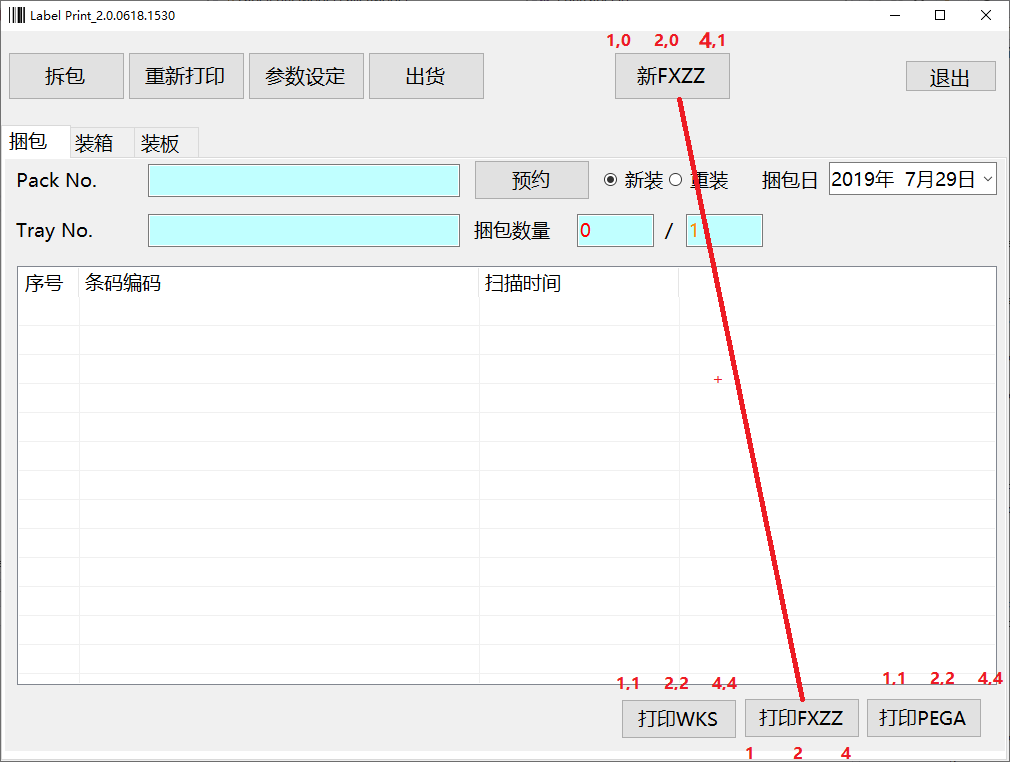 Label Print_2.0.0618.1530
1,0 2,0 4,1
拆包 重新打印 参数设定 出货 新FXZZ 退出
捆包 装箱 装板
Pack No. 预约 新装 重装 捆包日 2019年 7月29日
Tray No. 捆包数量 0 / 1
序号 条码编码 扫描时间
1,1 2,2 4,4 1,1 2,2 4,4
打印WKS 打印FXZZ 打印PEGA
1 2 4